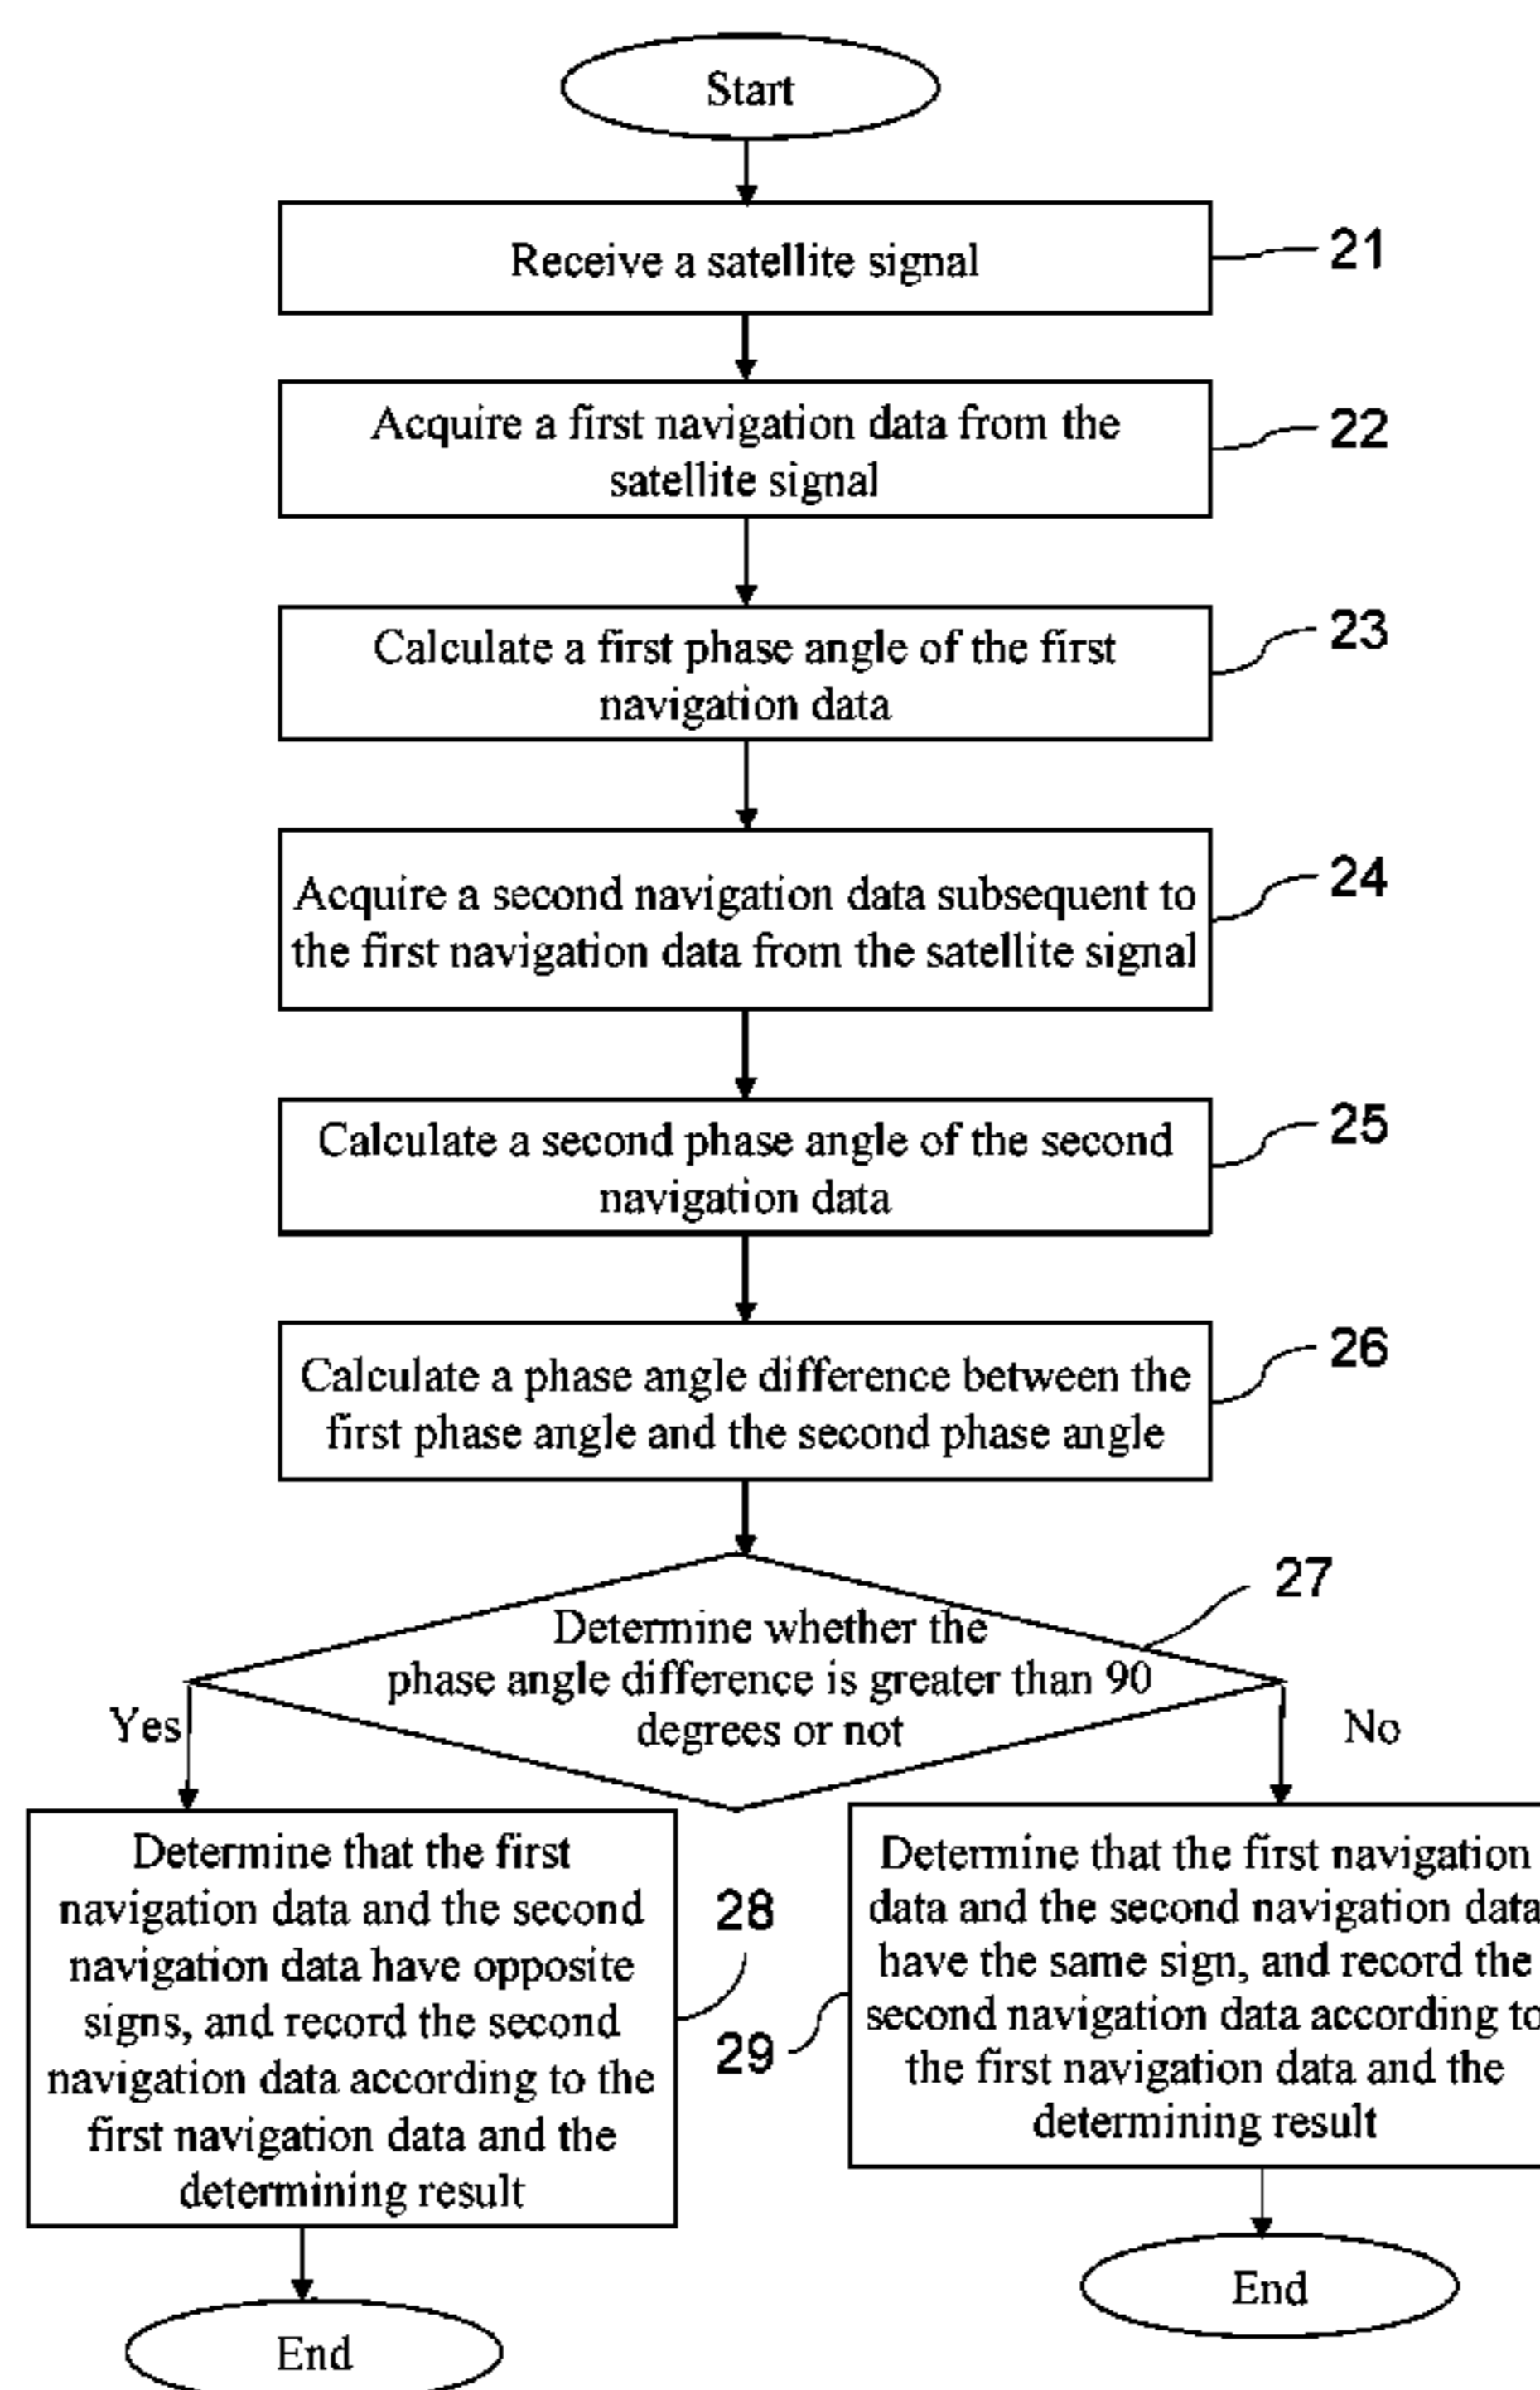 Start
Receive a satellite signal
21
Acquire a first navigation data from the
satellite signal
22
Calculate a first phase angle of the first
navigation data
23
Acquire a second navigation data subsequent to
the first navigation data from the satellite signal
24
Calculate a second phase angle of the second
navigation data
25
Calculate a phase angle difference between the
first phase angle and the second phase angle
26
Determine whether the
phase angle difference is greater than 90
degrees or not
27
Yes
No
Determine that the first
navigation data and the second
navigation data have opposite
signs, and record the second
navigation data according to the
first navigation data and the
determining result
28
29
Determine that the first navigation
data and the second navigation data
have the same sign, and record the
second navigation data according to
the first navigation data and the
determining result
End
End